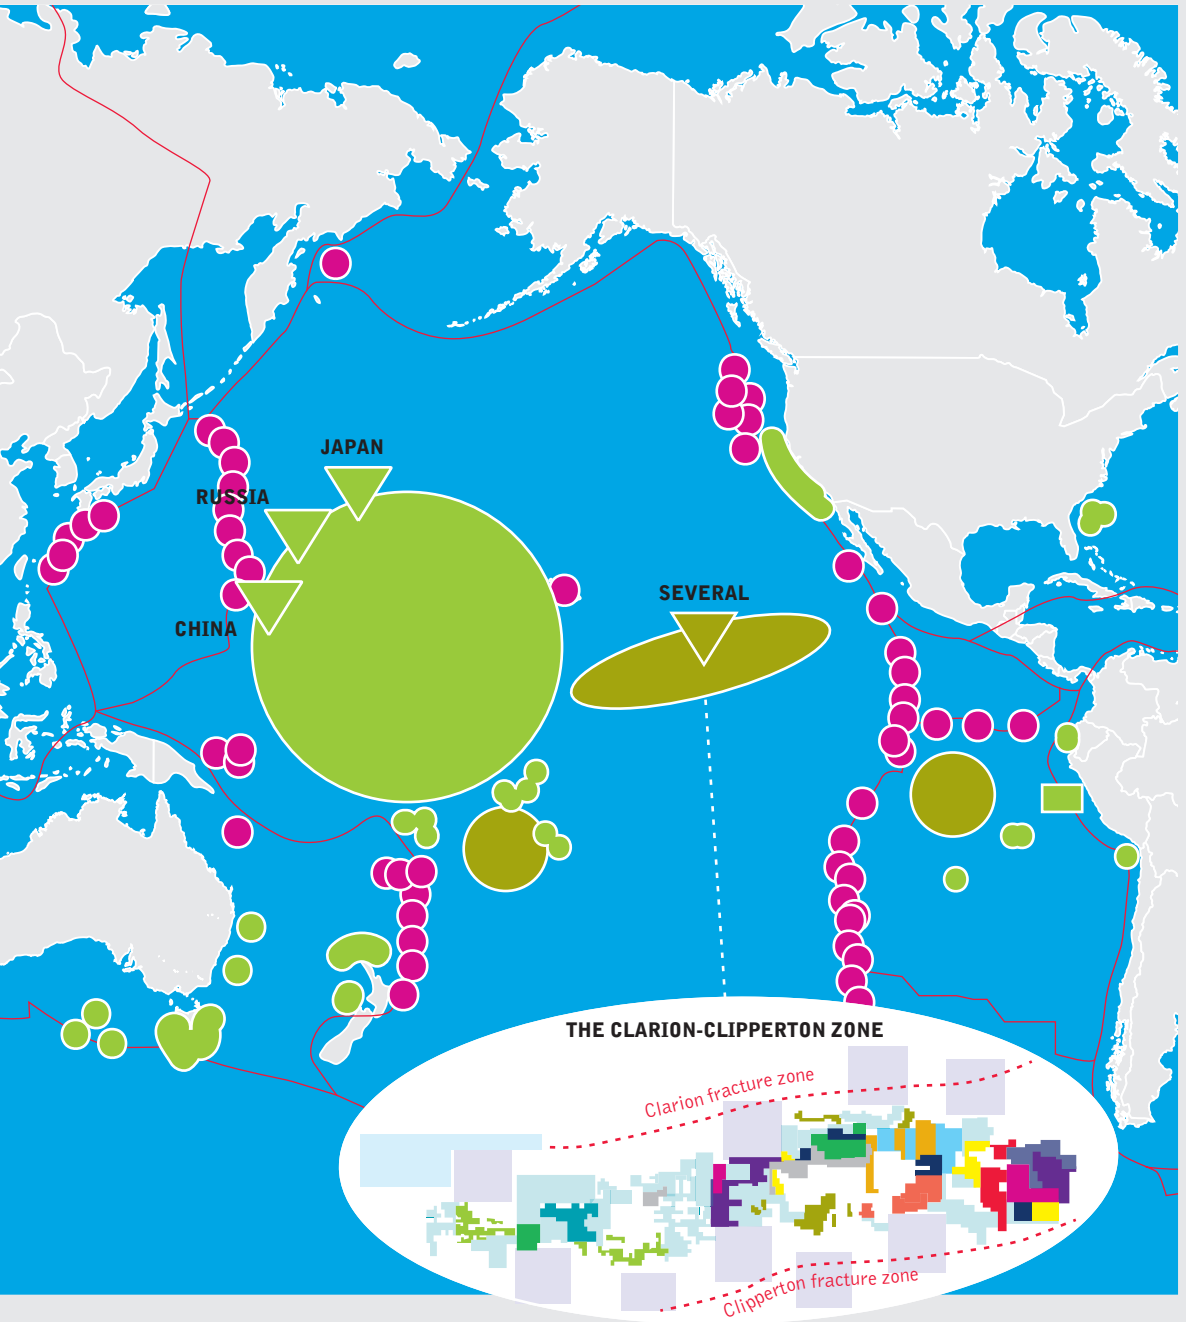 JAPAN
RUSSIA
SEVERAL
CHINA
THE CLARION-CLIPPERTON ZONE
Clarion fracture zone
Clipperton fracture zone